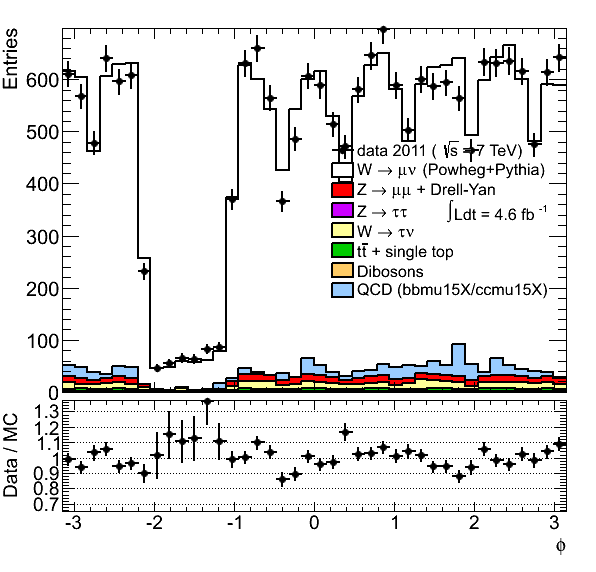 Entries
600
500
400
300
200
100
0
data 2011 ( √s = 7 TeV)
W → μν (Powheg+Pythia)
Z → μμ + Drell-Yan
Z → ττ
∫Ldt = 4.6 fb⁻¹
W → τν
tt̅ + single top
Dibosons
QCD (bbmu15X/ccmu15X)
Data / MC
1.3
1.2
1.1
1
0.9
0.8
0.7
-3 -2 -1 0 1 2 3
ϕ